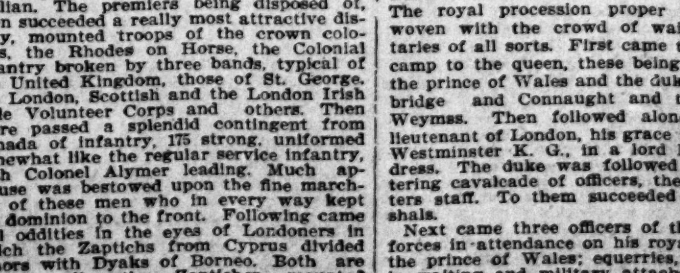 llian. The premiers being disposed of,
n succeeded a really most attractive dis-
y, mounted troops of the crown colo-
s, the Rhodes on Horse, the Colonial
antry broken by three bands, typical of
United Kingdom, those of St. George.
London, Scottish and the London Irish
le Volunteer Corps and others. Then
re passed a splendid contingent from
nada of infantry, 175 strong, uniformed
newhat like the regular service infantry,
h Colonel Alymer leading. Much ap-
use was bestowed upon the fine march-
of these men who in every way kept
dominion to the front. Following came
l oddities in the eyes of Londoners in
ich the Zaptichs from Cyprus divided
nors with Dyaks of Borneo. Both are
The royal procession proper
woven with the crowd of wai
taries of all sorts. First came t
camp to the queen, these being
the prince of Wales and the duk
bridge and Connaught and t
Weymss. Then followed alon
lieutenant of London, his grace
Westminster K. G., in a lord l
dress. The duke was followed
tering cavalcade of officers, the
ters staff. To them succeeded
shals.
Next came three officers of th
forces in attendance on his roya
the prince of Wales; equerries,